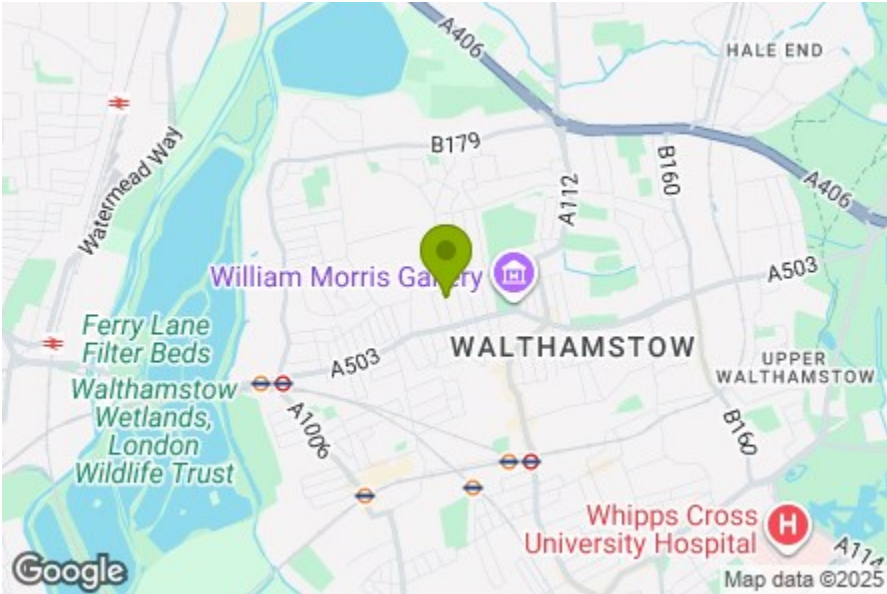 A406
HALE END
B179
Watermead Way
B160
A112
A406
William Morris Gallery
A503
Ferry Lane
Filter Beds
A503
WALTHAMSTOW
UPPER
WALTHAMSTOW
Walthamstow
Wetlands,
London
Wildlife Trust
A1006
B160
Whipps Cross
University Hospital
H
A114
Google
Map data ©2025